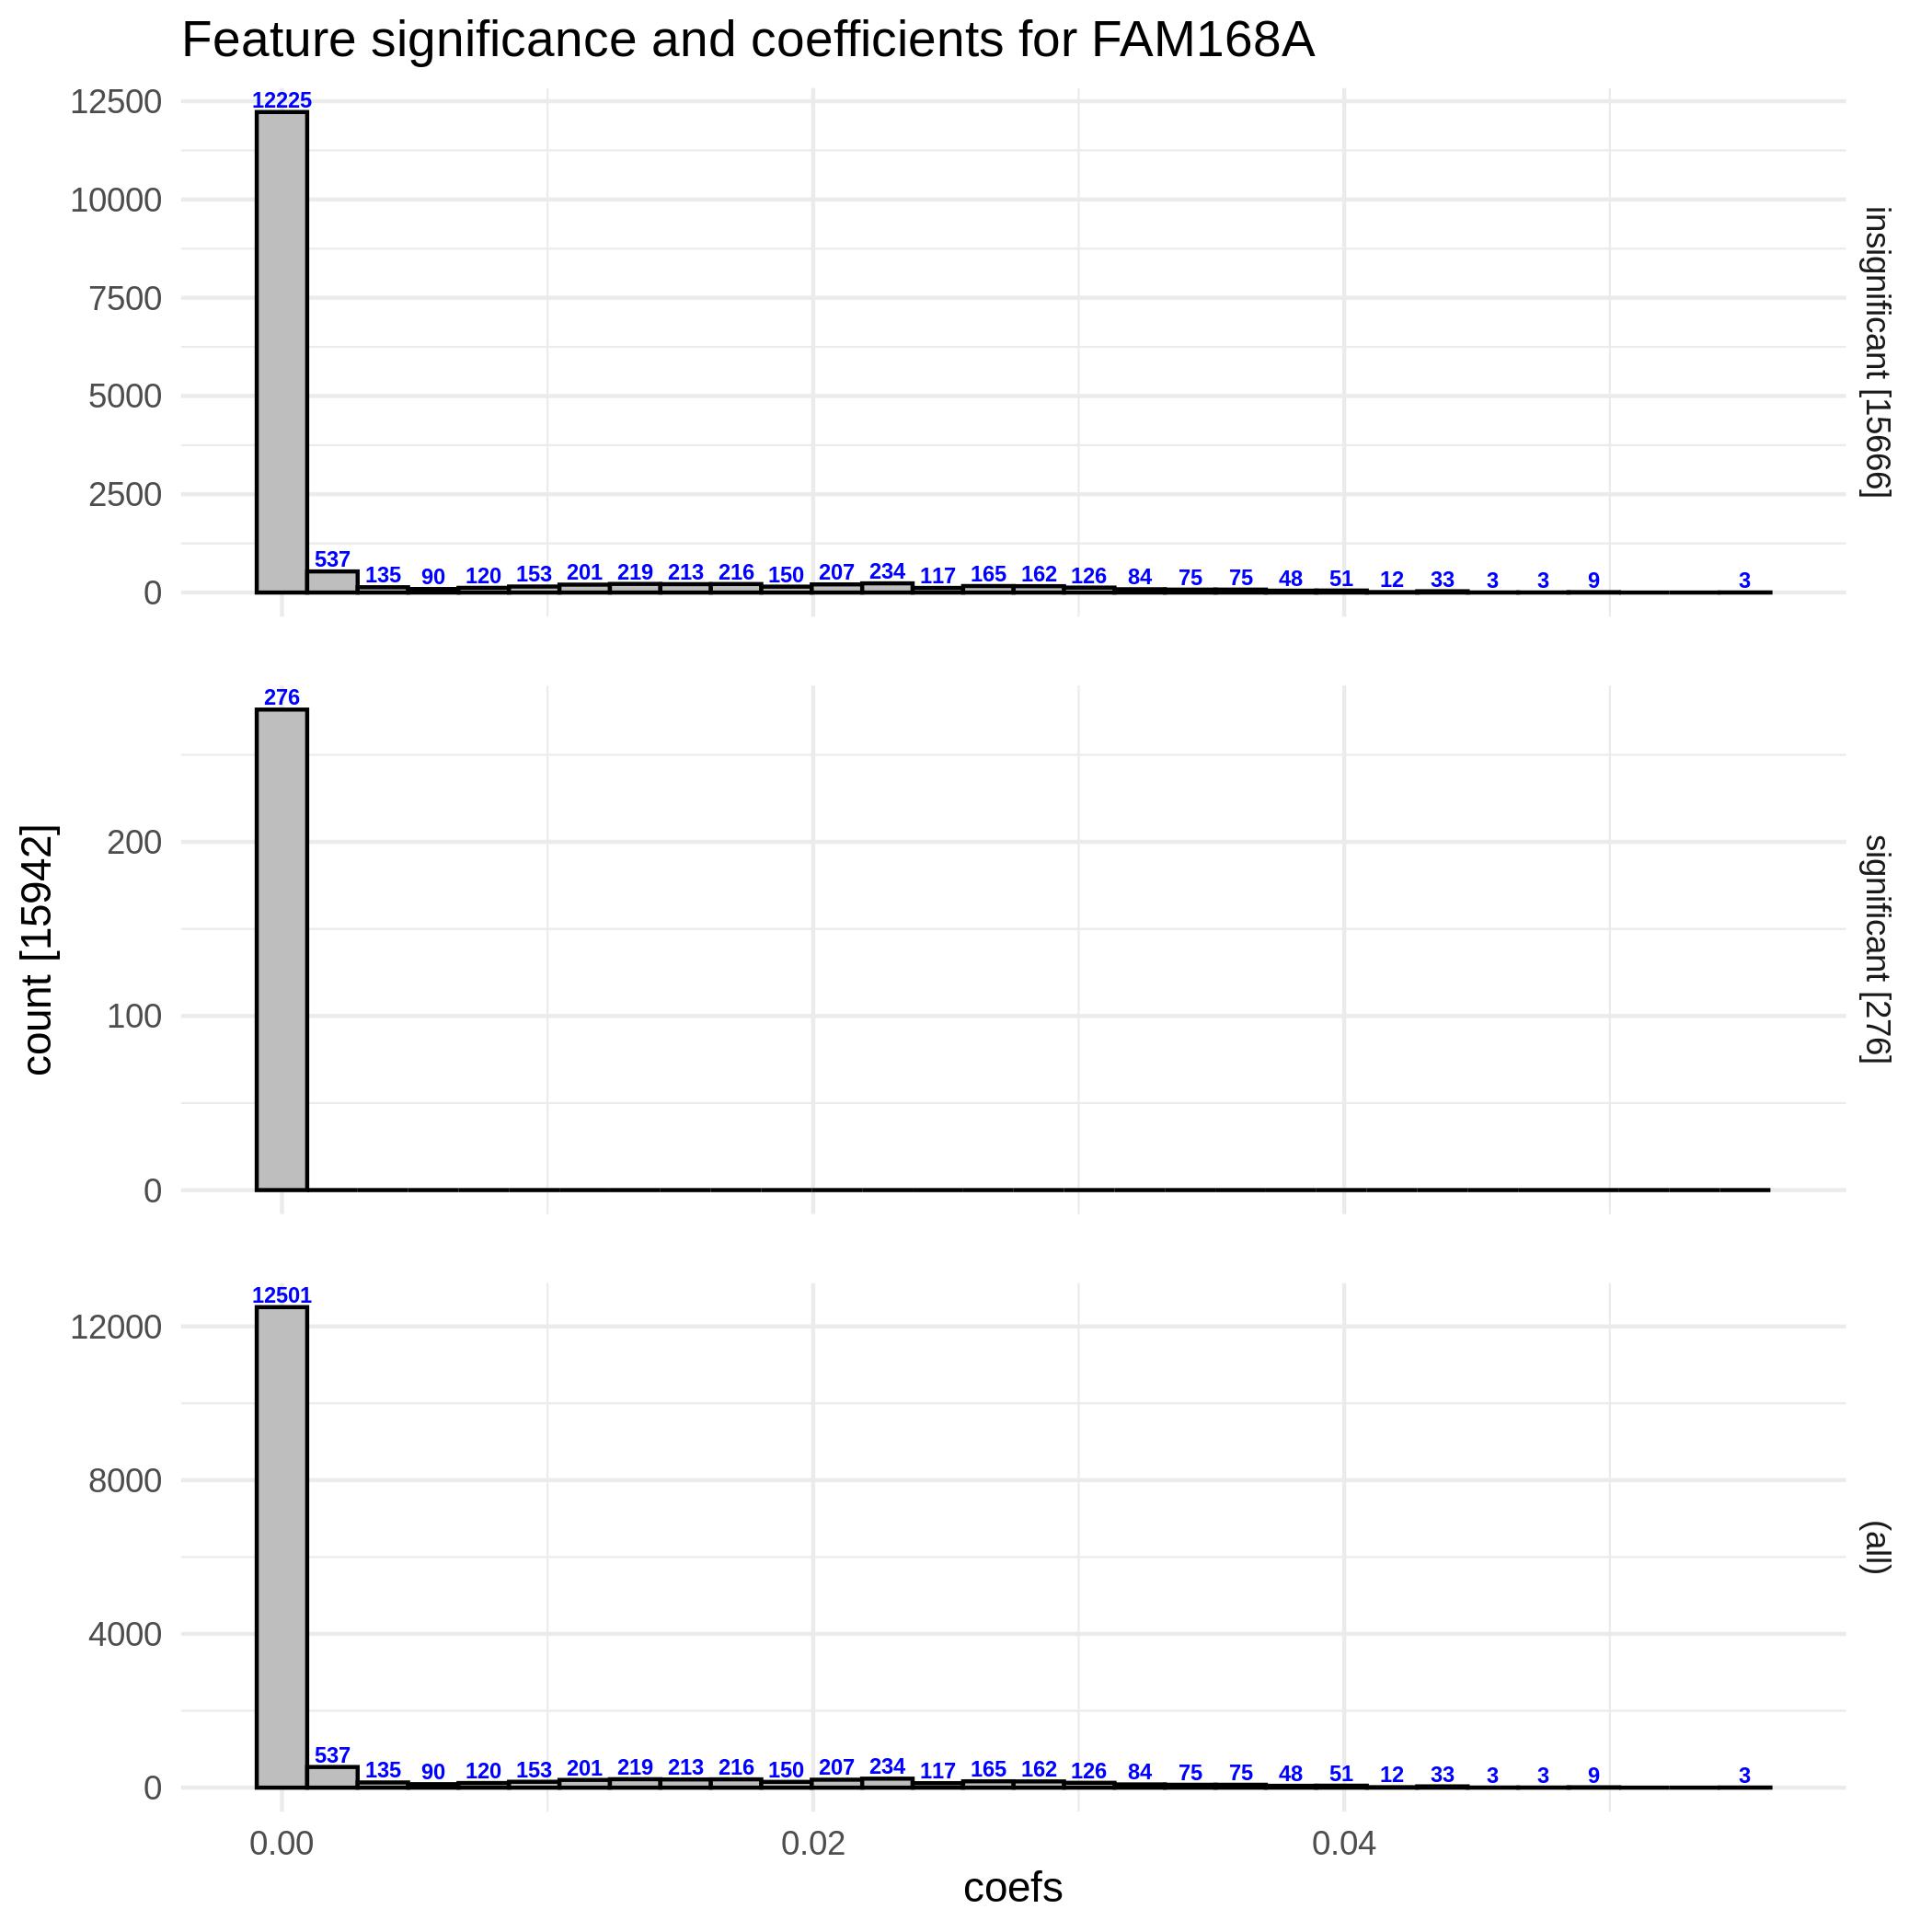 Feature significance and coefficients for FAM168A
12500
10000
7500
5000
2500
0
12225
537 135 90 120 153 201 219 213 216 150 207 234 117 165 162 126 84 75 75 48 51 12 33 3 3 9 3
insignificant [15666]
count [15942]
200
100
0
276
significant [276]
12000
8000
4000
0
12501
537 135 90 120 153 201 219 213 216 150 207 234 117 165 162 126 84 75 75 48 51 12 33 3 3 9 3
(all)
0.00 0.02 0.04
coefs